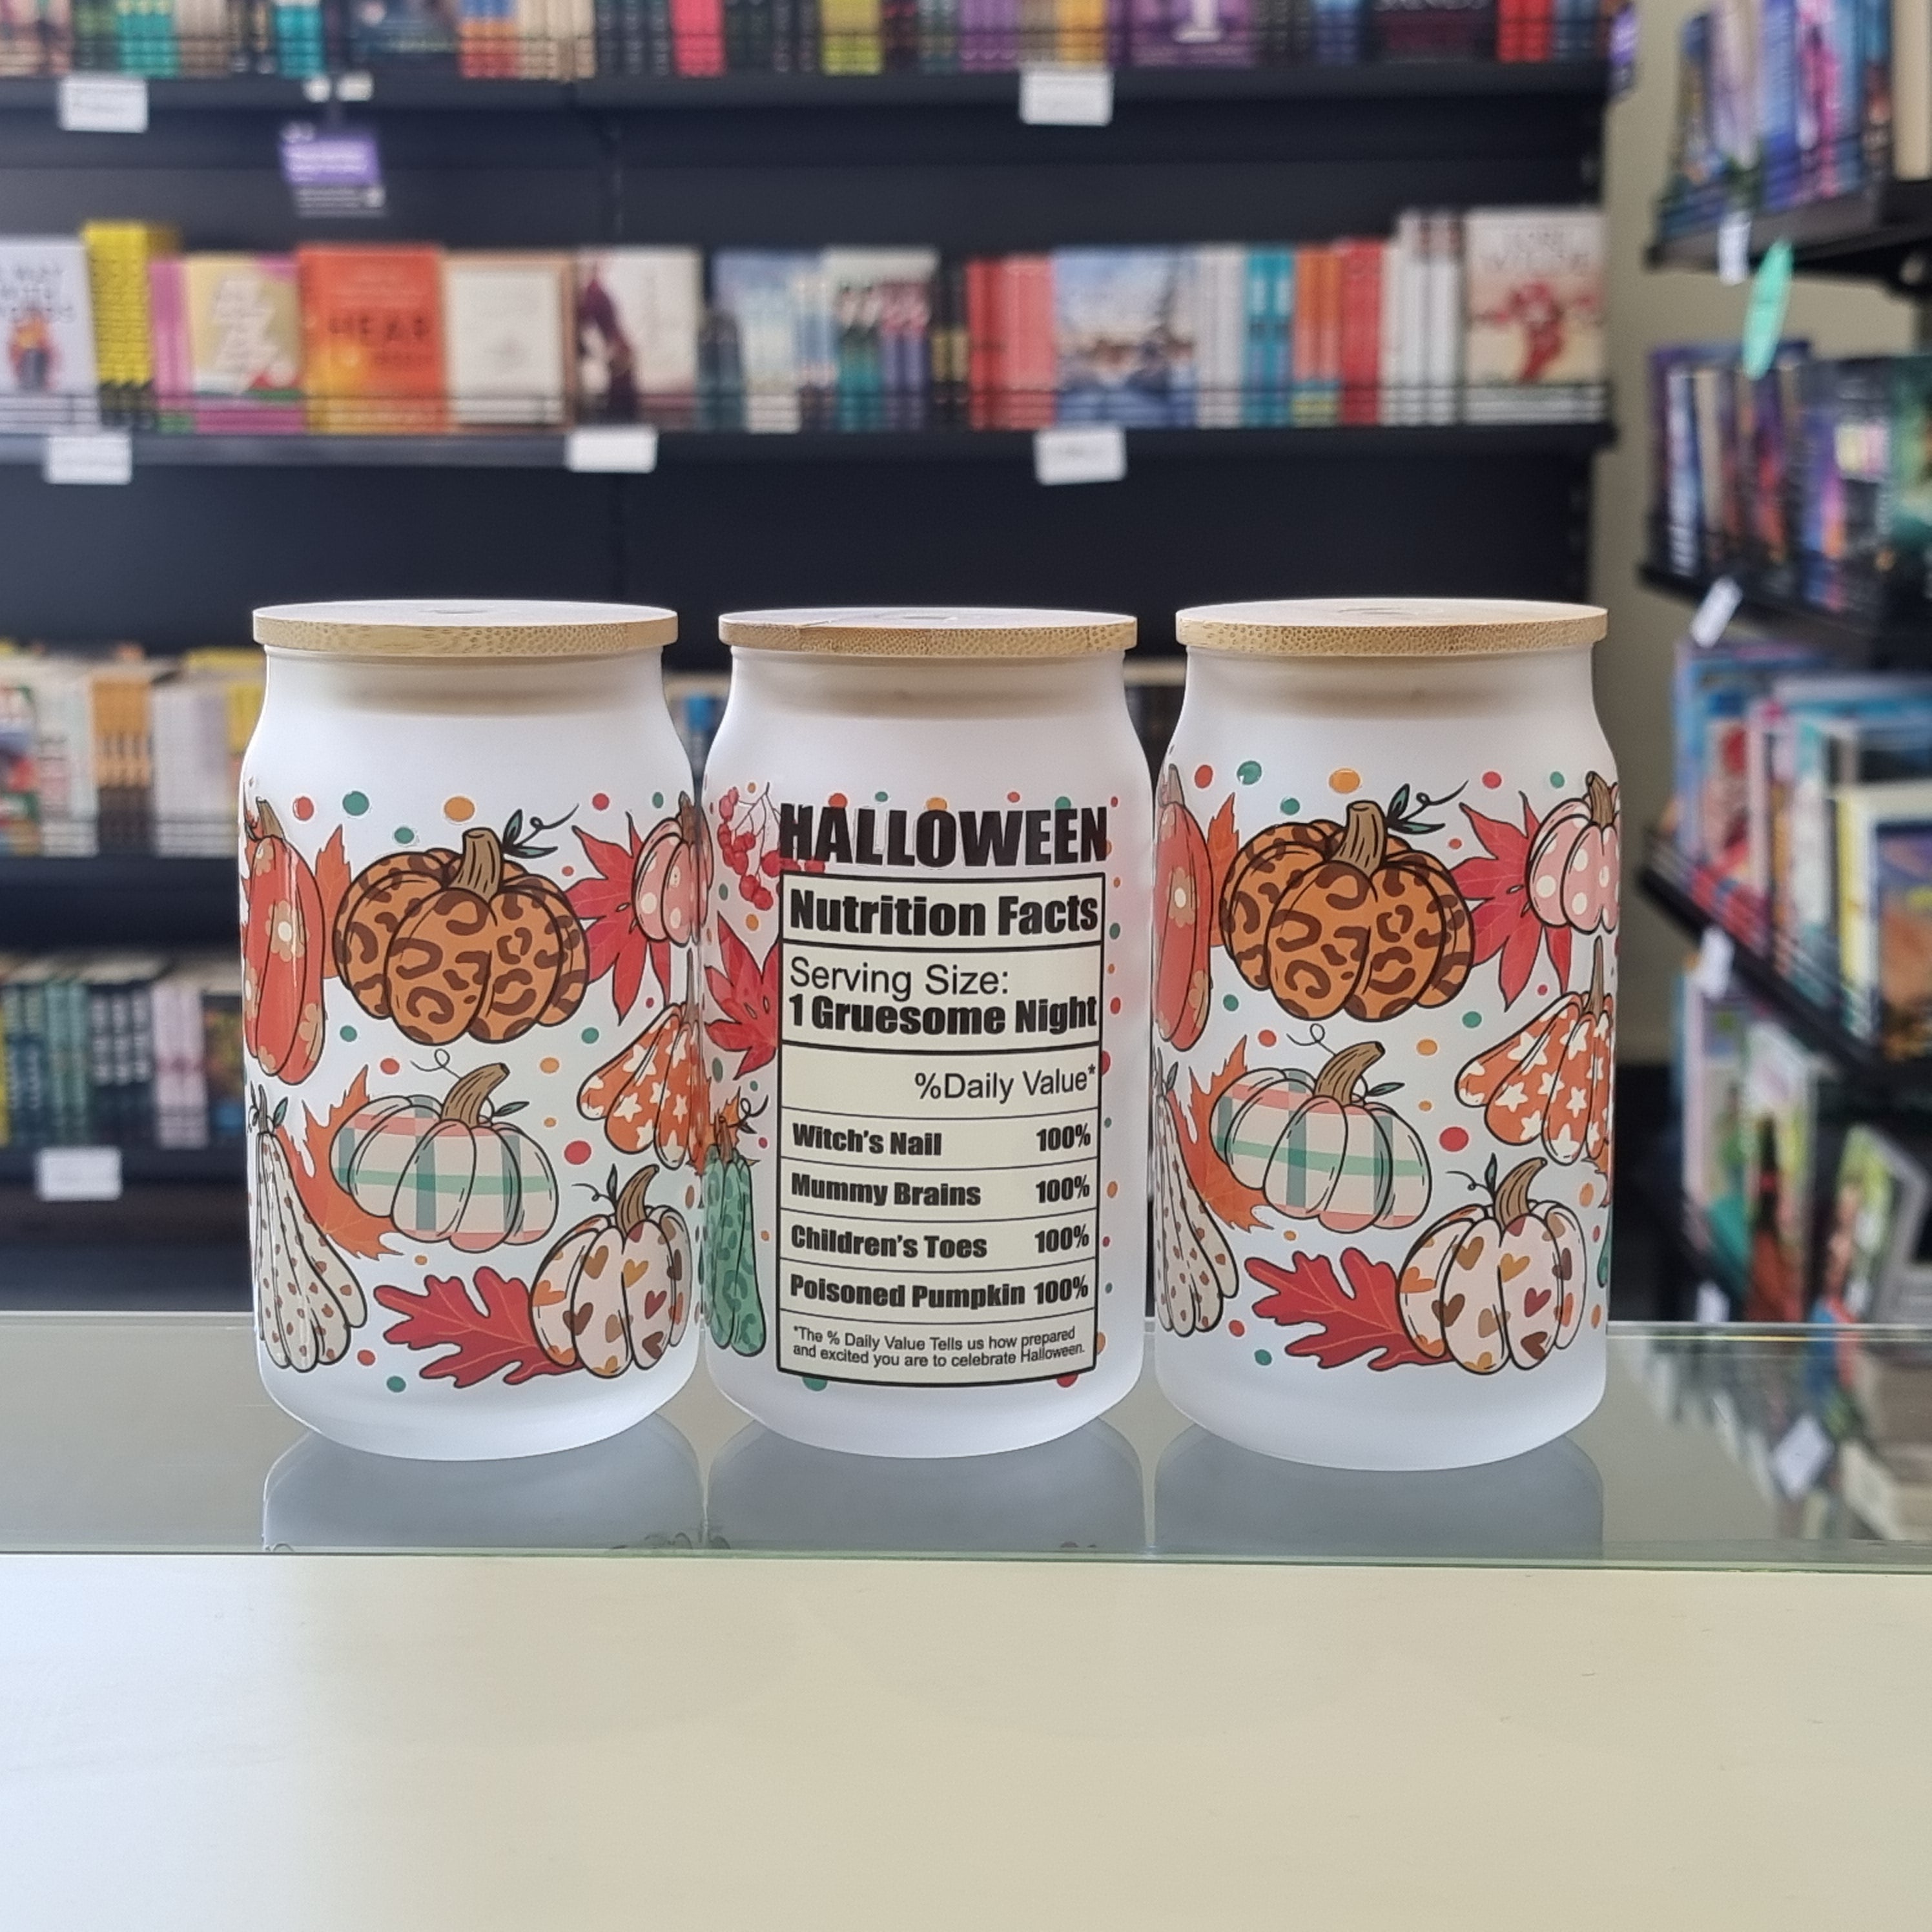 HEAR
HALLOWEEN
Nutrition Facts
Serving Size:
1 Gruesome Night
%Daily Value*
Witch's Nail 100%
Mummy Brains 100%
Children's Toes 100%
Poisoned Pumpkin 100%
*The % Daily Value Tells us how prepared
and excited you are to celebrate Halloween.